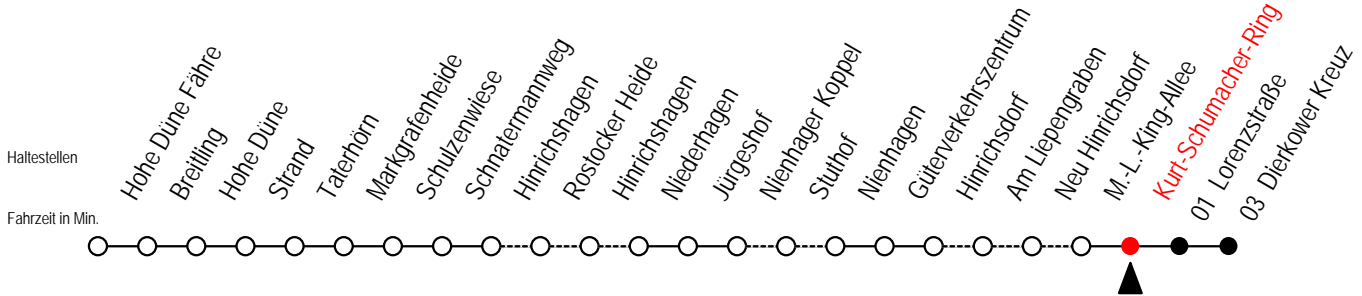 Haltestellen
Fahrzeit in Min.
Hohe Düne Fähre
Breitling
Hohe Düne
Strand
Taterhörn
Markgrafenheide
Schulzenwiese
Schnatermannweg
Hinrichshagen
Rostocker Heide
Hinrichshagen
Niederhagen
Jürgeshof
Nienhager Koppel
Stuthof
Nienhagen
Güterverkehrszentrum
Hinrichsdorf
Am Liepengraben
Neu Hinrichsdorf
M.-L.-King-Allee
Kurt-Schumacher-Ring
01 Lorenzstraße
03 Dierkower Kreuz